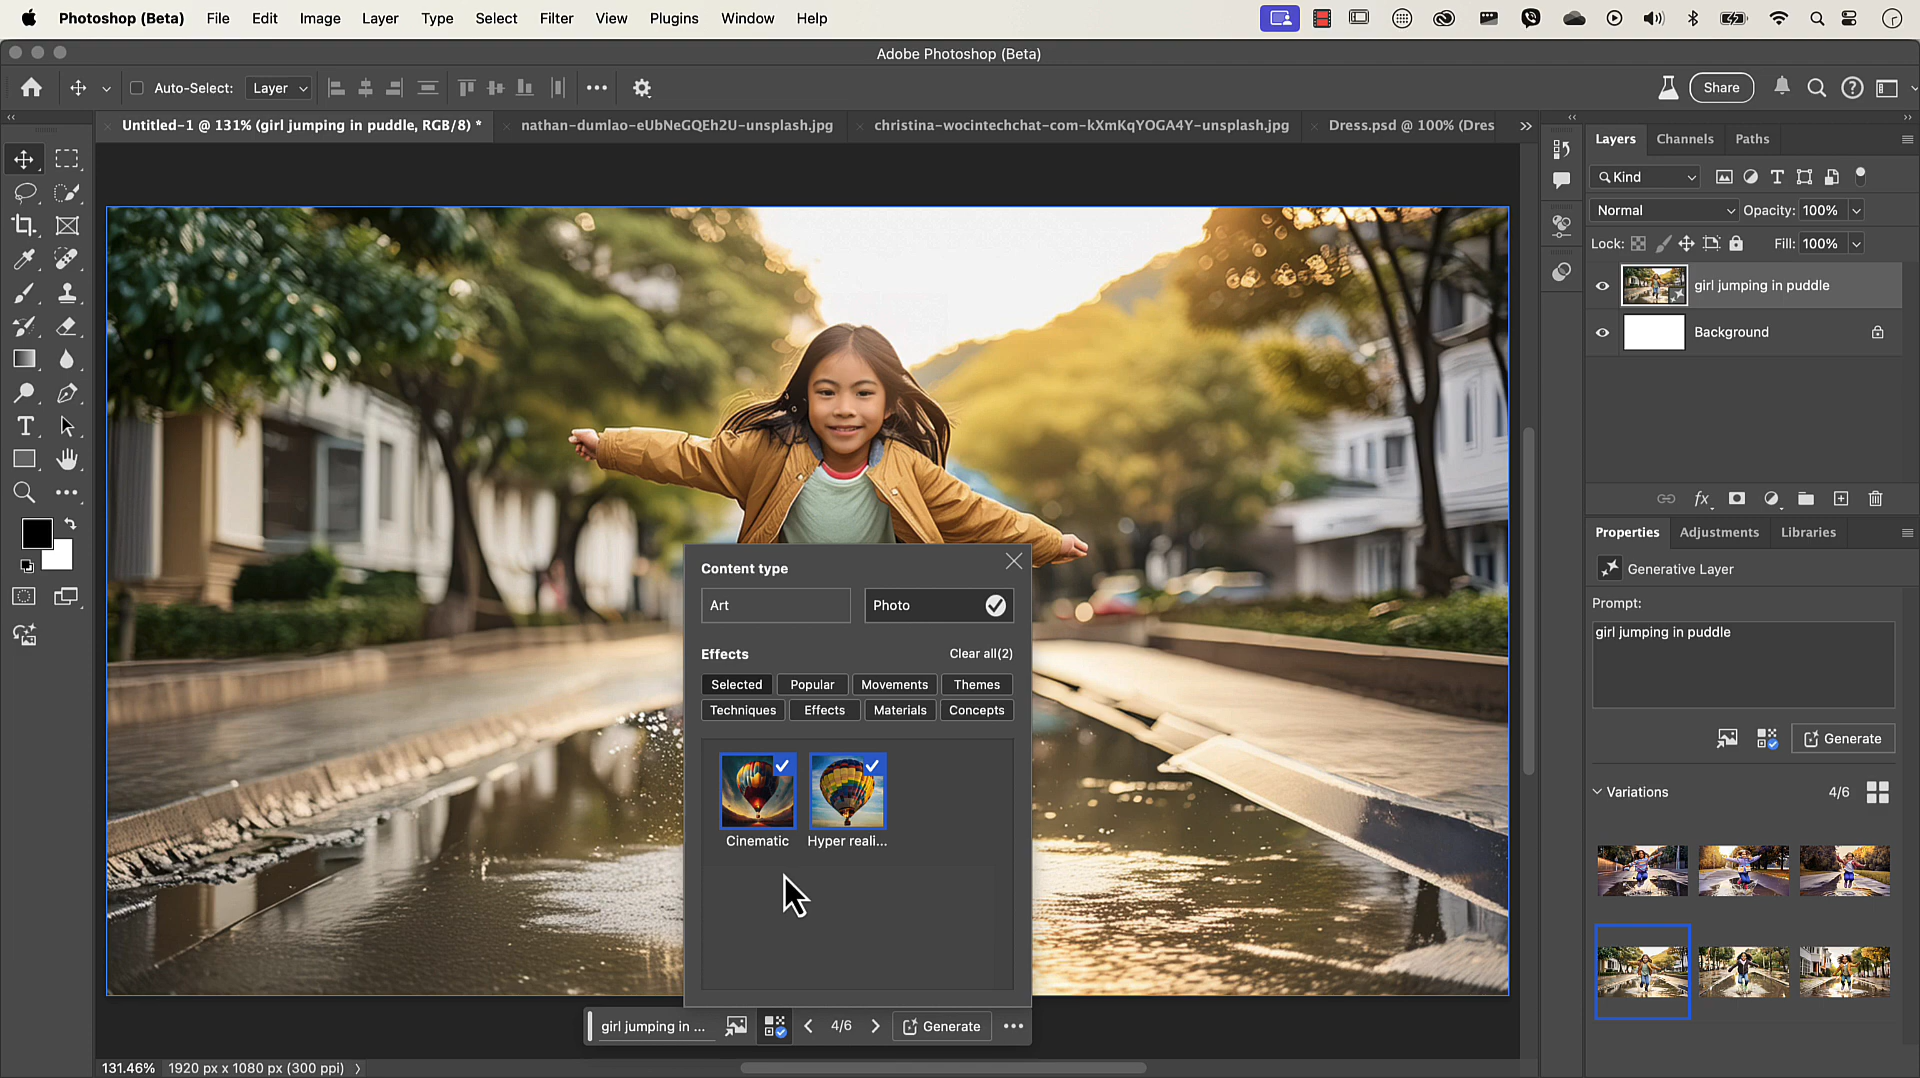 Photoshop (Beta) File Edit Image Layer Type Select Filter View Plugins Window Help
Adobe Photoshop (Beta)
Auto-Select: Layer Share
Untitled-1 @ 131% (girl jumping in puddle, RGB/8) * nathan-dumlao-eUbNeGQEh2U-unsplash.jpg christina-wocintechchat-com-kXmKqYOGA4Y-unsplash.jpg Dress.psd @ 100% (Dres
Layers Channels Paths
Kind
Normal Opacity: 100%
Lock: Fill: 100%
girl jumping in puddle
Background
Properties Adjustments Libraries
Generative Layer
Prompt:
girl jumping in puddle
Generate
Variations 4/6
Content type
Art Photo
Effects Clear all(2)
Selected Popular Movements Themes
Techniques Effects Materials Concepts
Cinematic Hyper reali...
girl jumping in ... 4/6 Generate
131.46% 1920 px x 1080 px (300 ppi)